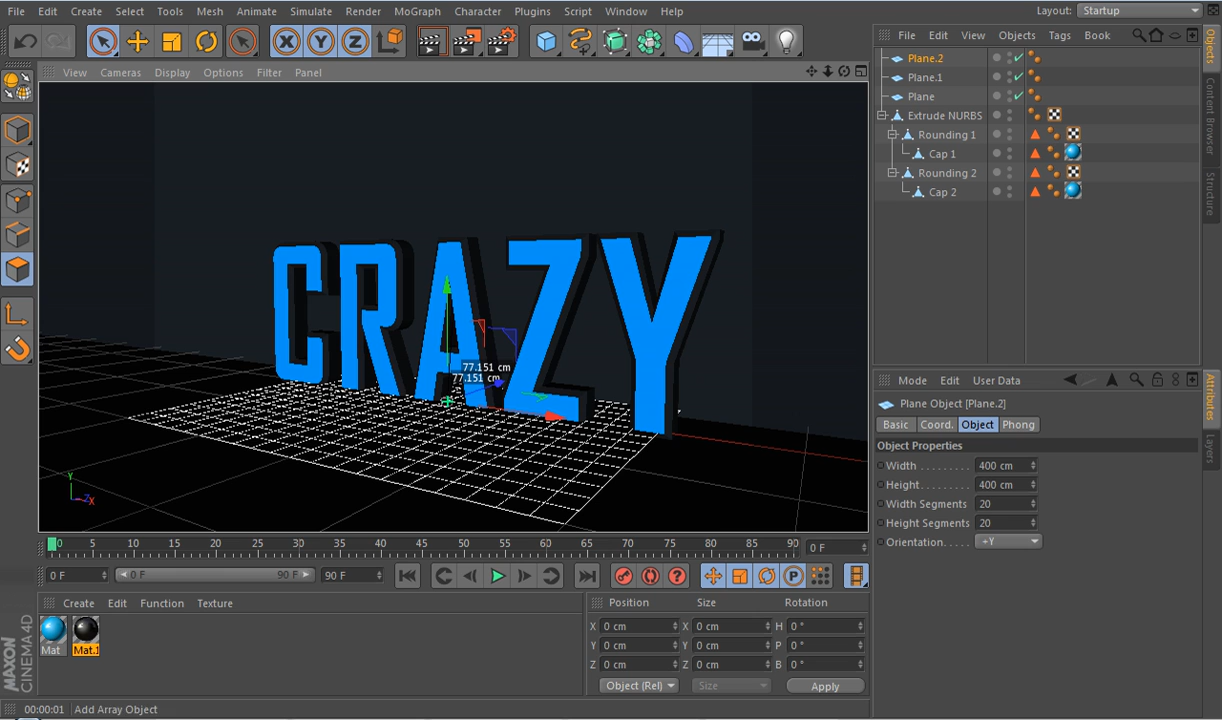 File Edit Create Select Tools Mesh Animate Simulate Render MoGraph Character Plugins Script Window Help Layout: Startup
View Cameras Display Options Filter Panel
File Edit View Objects Tags Book
Plane.2
Plane.1
Plane
Extrude NURBS
Rounding 1
Cap 1
Rounding 2
Cap 2
Objects
Content Browser
Structure
X Y Z
CRAZY
77.151 cm
77.151 cm
Y
Z X
Mode Edit User Data
Plane Object [Plane.2]
Basic Coord. Object Phong
Object Properties
Width . . . . . . . . . 400 cm
Height . . . . . . . . 400 cm
Width Segments 20
Height Segments 20
Orientation. . . . . +Y
Attributes
Layers
0 5 10 15 20 25 30 35 40 45 50 55 60 65 70 75 80 85 90 0 F
0 F 0 F 90 F 90 F P
Create Edit Function Texture
Mat Mat.1
Position Size Rotation
X 0 cm X 0 cm H 0 °
Y 0 cm Y 0 cm P 0 °
Z 0 cm Z 0 cm B 0 °
Object (Rel) Size Apply
MAXON
CINEMA 4D
00:00:01 Add Array Object